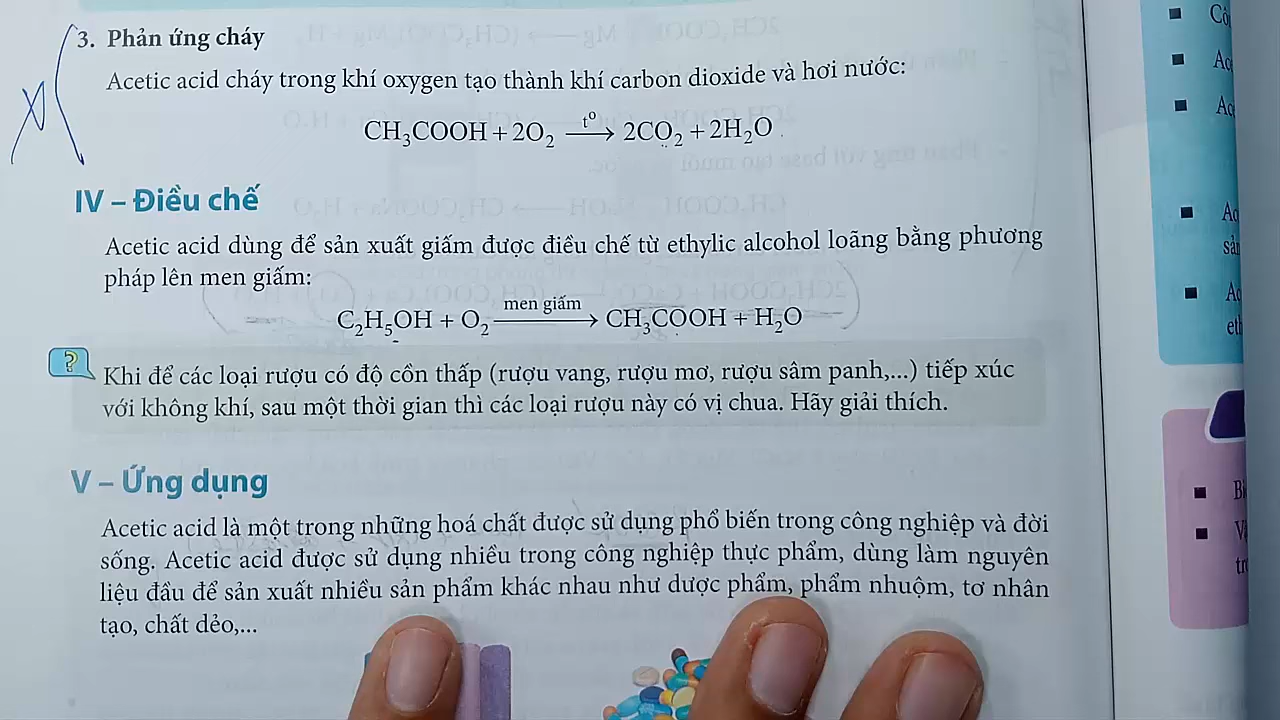 3. Phản ứng cháy
Acetic acid cháy trong khí oxygen tạo thành khí carbon dioxide và hơi nước:
CH₃COOH + 2O₂ —tᵒ→ 2CO₂ + 2H₂O
IV – Điều chế
Acetic acid dùng để sản xuất giấm được điều chế từ ethylic alcohol loãng bằng phương
pháp lên men giấm:
C₂H₅OH + O₂ —men giấm→ CH₃COOH + H₂O
?
Khi để các loại rượu có độ cồn thấp (rượu vang, rượu mơ, rượu sâm panh,...) tiếp xúc
với không khí, sau một thời gian thì các loại rượu này có vị chua. Hãy giải thích.
V – Ứng dụng
Acetic acid là một trong những hoá chất được sử dụng phổ biến trong công nghiệp và đời
sống. Acetic acid được sử dụng nhiều trong công nghiệp thực phẩm, dùng làm nguyên
liệu đầu để sản xuất nhiều sản phẩm khác nhau như dược phẩm, phẩm nhuộm, tơ nhân
tạo, chất dẻo,...